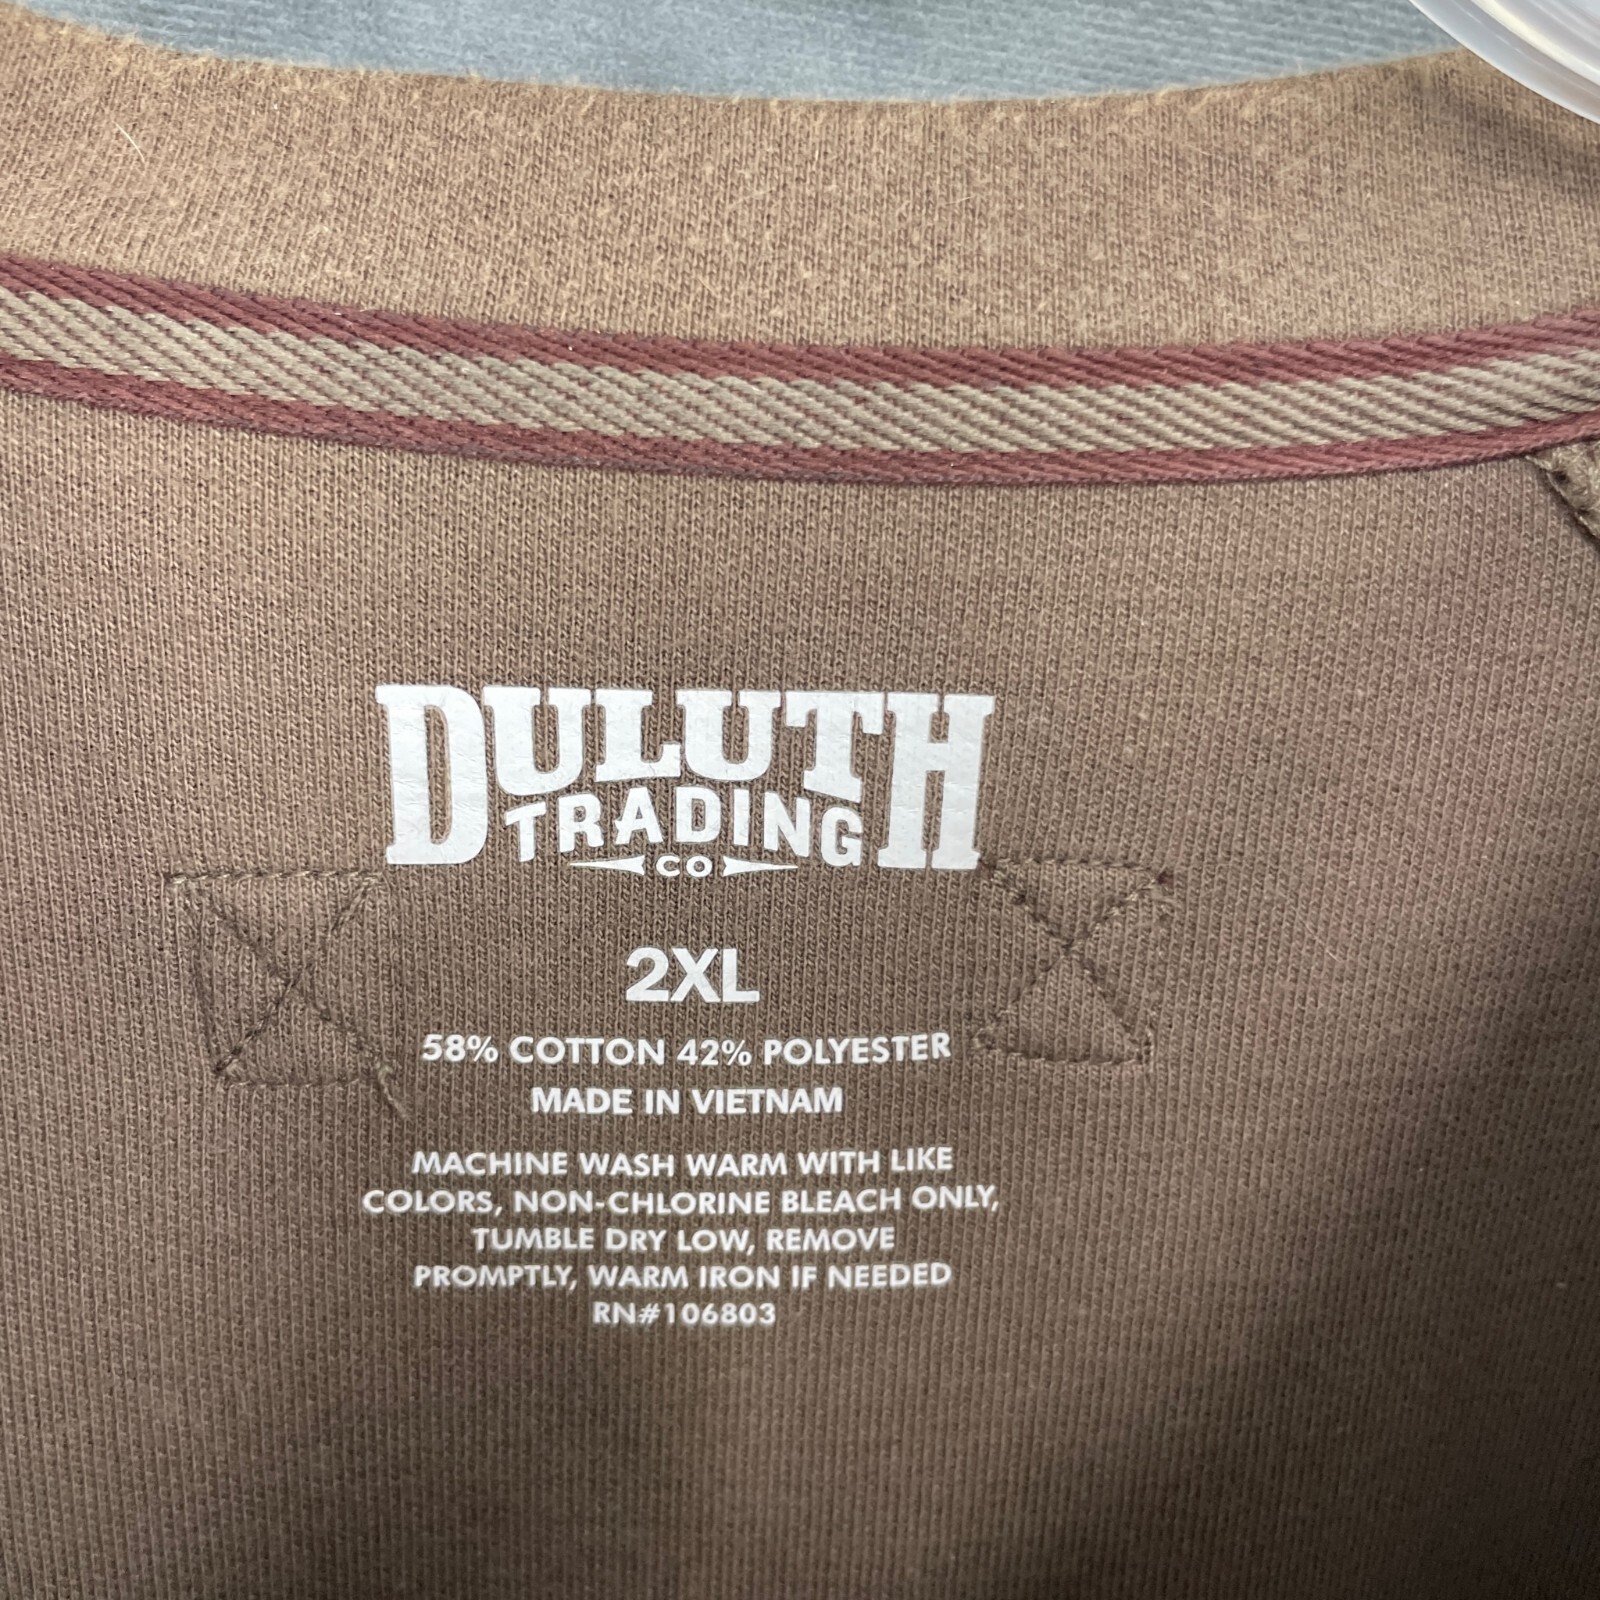 DULUTH
TRADING
CO
2XL
58% COTTON 42% POLYESTER
MADE IN VIETNAM
MACHINE WASH WARM WITH LIKE
COLORS, NON-CHLORINE BLEACH ONLY,
TUMBLE DRY LOW, REMOVE
PROMPTLY, WARM IRON IF NEEDED
RN#106803